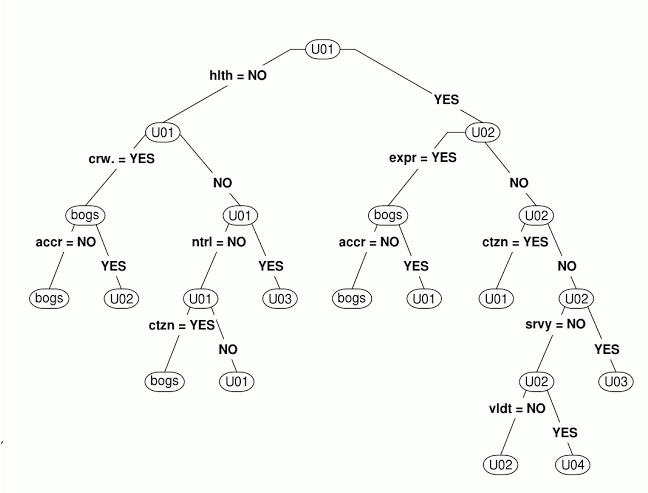 U01
hlth = NO
YES
U01
U02
crw. = YES
expr = YES
NO
NO
bogs
U01
bogs
U02
accr = NO
ntrl = NO
accr = NO
ctzn = YES
YES
YES
YES
NO
bogs
U02
U01
U03
bogs
U01
U01
U02
ctzn = YES
srvy = NO
NO
YES
bogs
U01
U02
U03
vldt = NO
YES
U02
U04